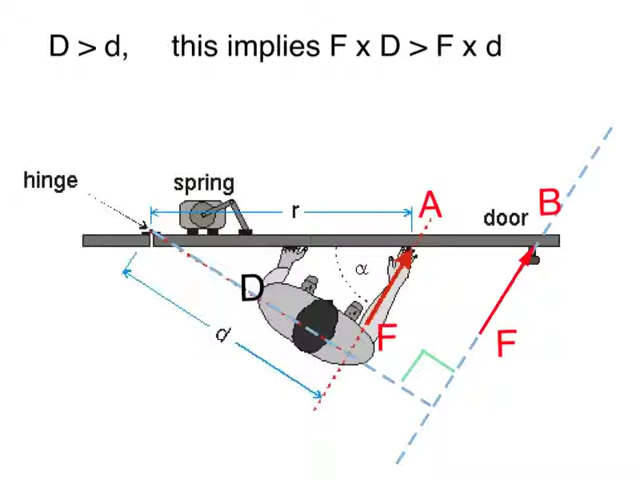 D > d,    this implies F x D > F x d
hinge
spring
r
A
door
B
α
D
d
F
F